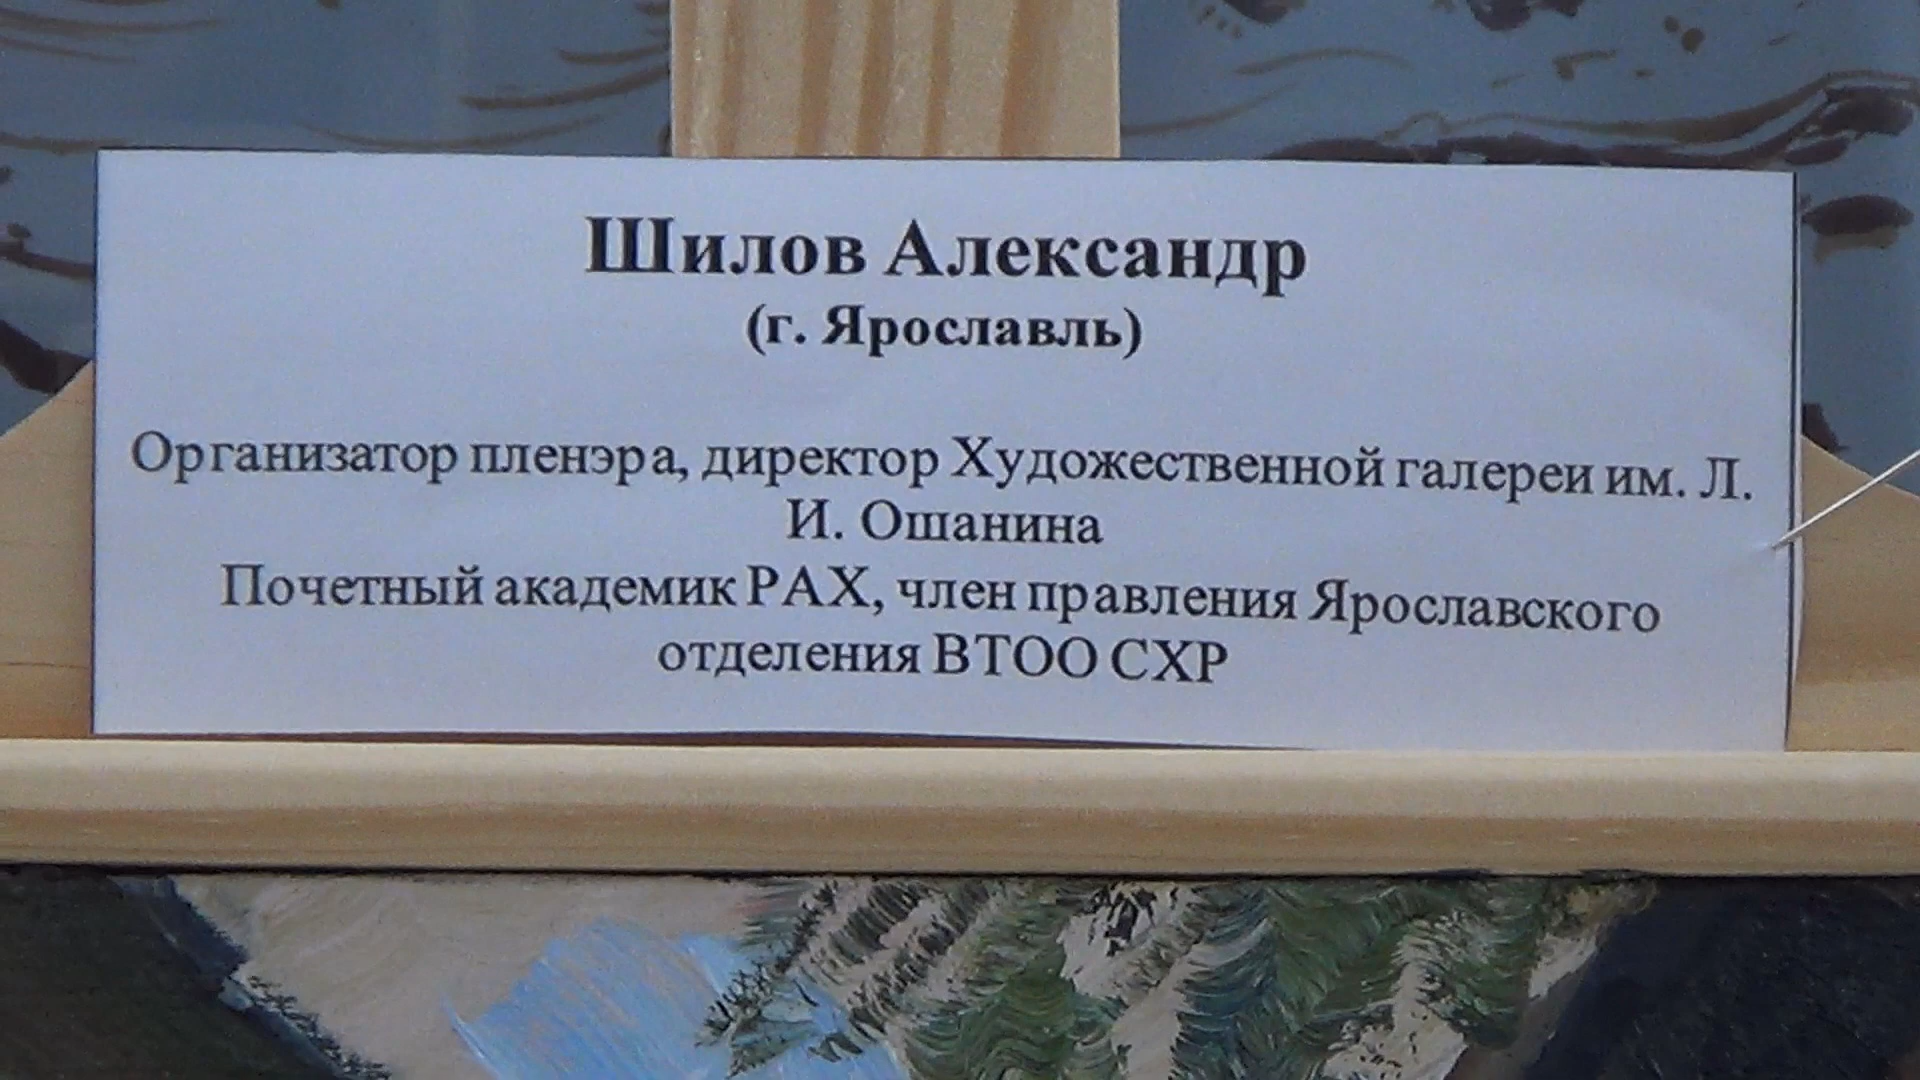 Шилов Александр
(г. Ярославль)
Организатор пленэра, директор Художественной галереи им. Л.
И. Ошанина
Почетный академик РАХ, член правления Ярославского
отделения ВТОО СХР